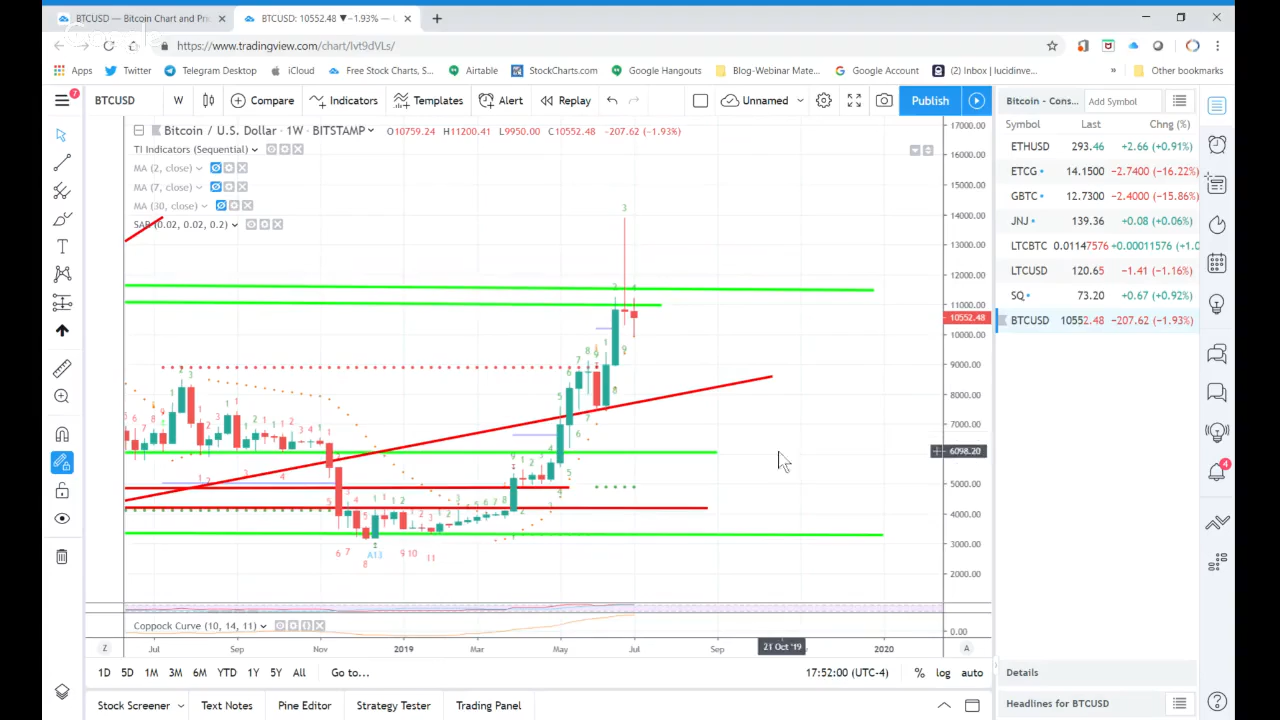 BTCUSD — Bitcoin Chart and Pri
BTCUSD: 10552.48 ▼−1.93% — U
https://www.tradingview.com/chart/lvt9dVLs/
Apps Twitter Telegram Desktop iCloud Free Stock Charts, S... Airtable StockCharts.com Google Hangouts Blog-Webinar Mate... Google Account (2) Inbox | lucidinve... » Other bookmarks
7
BTCUSD W Compare Indicators Templates Alert Replay Unnamed Publish
Bitcoin / U.S. Dollar · 1W · BITSTAMP O10759.24 H11200.41 L9950.00 C10552.48 −207.62 (−1.93%)
TI Indicators (Sequential)
MA (2, close)
MA (7, close)
MA (30, close)
SAR (0.02, 0.02, 0.2)
17000.00
16000.00
15000.00
14000.00
13000.00
12000.00
11000.00
10552.48
10000.00
9000.00
8000.00
7000.00
6098.20
5000.00
4000.00
3000.00
2000.00
A13
Coppock Curve (10, 14, 11)
0.00
Z Jul Sep Nov 2019 Mar May Jul Sep 21 Oct '19 2020 A
1D 5D 1M 3M 6M YTD 1Y 5Y All Go to... 17:52:00 (UTC-4) % log auto
Stock Screener Text Notes Pine Editor Strategy Tester Trading Panel
Bitcoin - Cons... Add Symbol
Symbol Last Chng (%)
ETHUSD 293.46 +2.66 (+0.91%)
ETCG 14.1500 −2.7400 (−16.22%)
GBTC 12.7300 −2.4000 (−15.86%)
JNJ 139.36 +0.08 (+0.06%)
LTCBTC 0.01147576 +0.00011576 (+1.0
LTCUSD 120.65 −1.41 (−1.16%)
SQ 73.20 +0.67 (+0.92%)
BTCUSD 10552.48 −207.62 (−1.93%)
4
Details
Headlines for BTCUSD